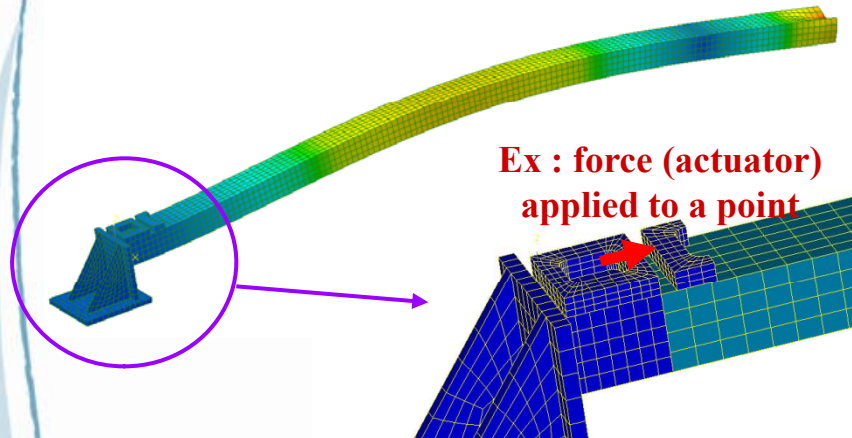 Ex : force (actuator)
applied to a point